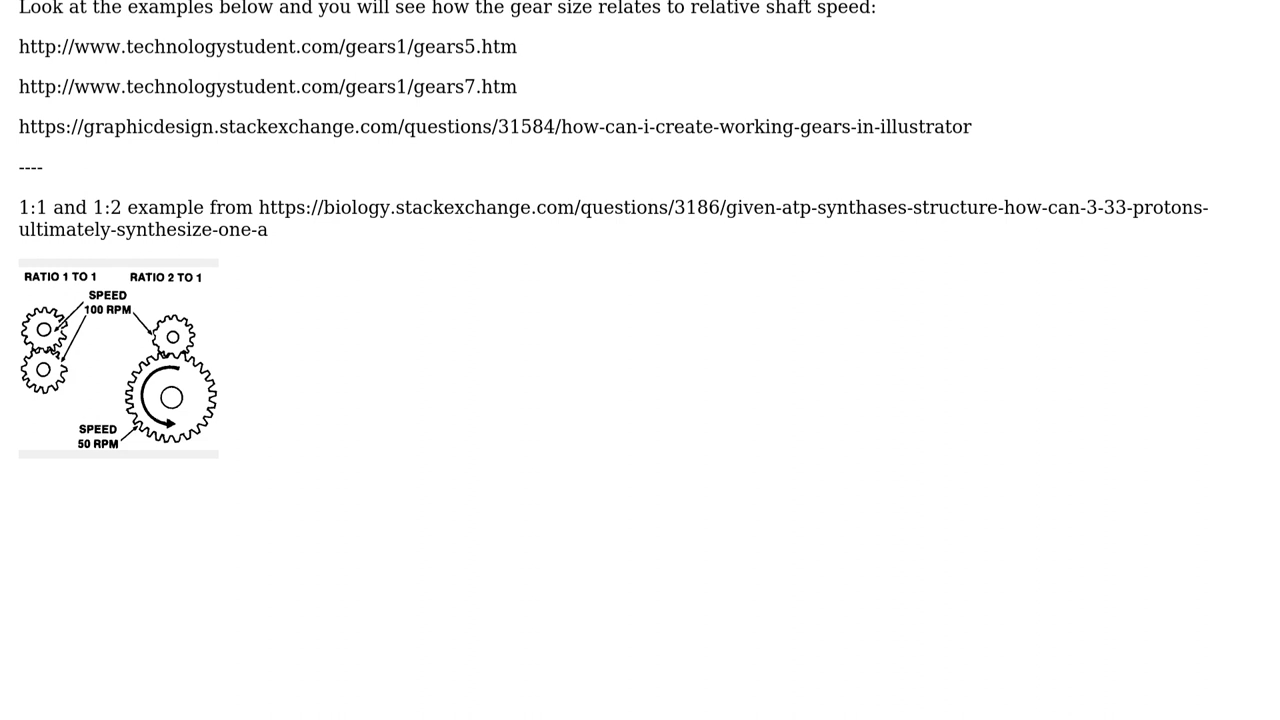 Look at the examples below and you will see how the gear size relates to relative shaft speed:
http://www.technologystudent.com/gears1/gears5.htm
http://www.technologystudent.com/gears1/gears7.htm
https://graphicdesign.stackexchange.com/questions/31584/how-can-i-create-working-gears-in-illustrator
----
1:1 and 1:2 example from https://biology.stackexchange.com/questions/3186/given-atp-synthases-structure-how-can-3-33-protons-
ultimately-synthesize-one-a
RATIO 1 TO 1 RATIO 2 TO 1
SPEED
100 RPM
SPEED
50 RPM